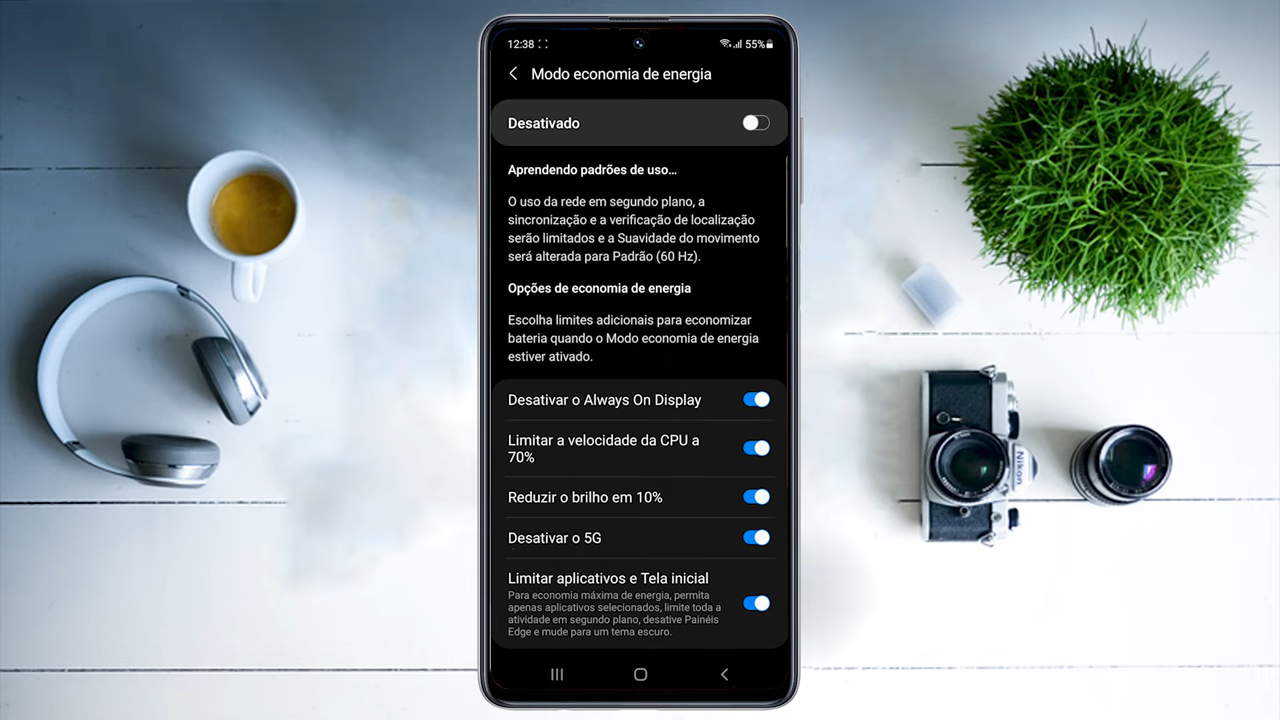 12:38
55%
Modo economia de energia
Desativado
Aprendendo padrões de uso...
O uso da rede em segundo plano, a
sincronização e a verificação de localização
serão limitados e a Suavidade do movimento
será alterada para Padrão (60 Hz).
Opções de economia de energia
Escolha limites adicionais para economizar
bateria quando o Modo economia de energia
estiver ativado.
Desativar o Always On Display
Limitar a velocidade da CPU a
70%
Reduzir o brilho em 10%
Desativar o 5G
Limitar aplicativos e Tela inicial
Para economia máxima de energia, permita
apenas aplicativos selecionados, limite toda a
atividade em segundo plano, desative Painéis
Edge e mude para um tema escuro.
Nikon